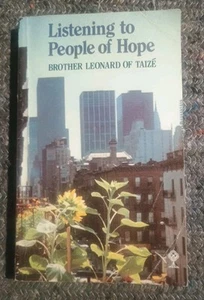 Listening to
People of Hope
BROTHER LEONARD OF TAIZÉ